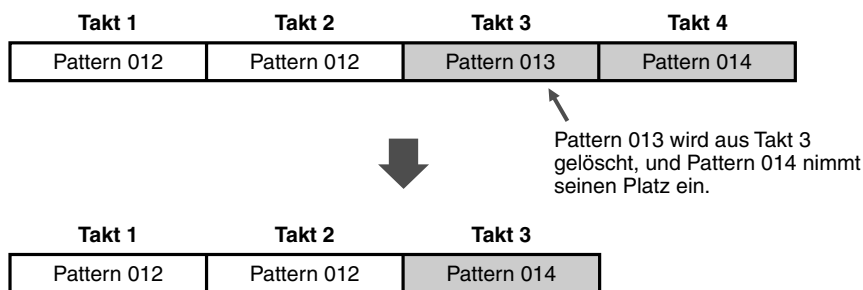 Takt 1 Takt 2 Takt 3 Takt 4
Pattern 012 Pattern 012 Pattern 013 Pattern 014
Pattern 013 wird aus Takt 3
gelöscht, und Pattern 014 nimmt
seinen Platz ein.
Takt 1 Takt 2 Takt 3
Pattern 012 Pattern 012 Pattern 014